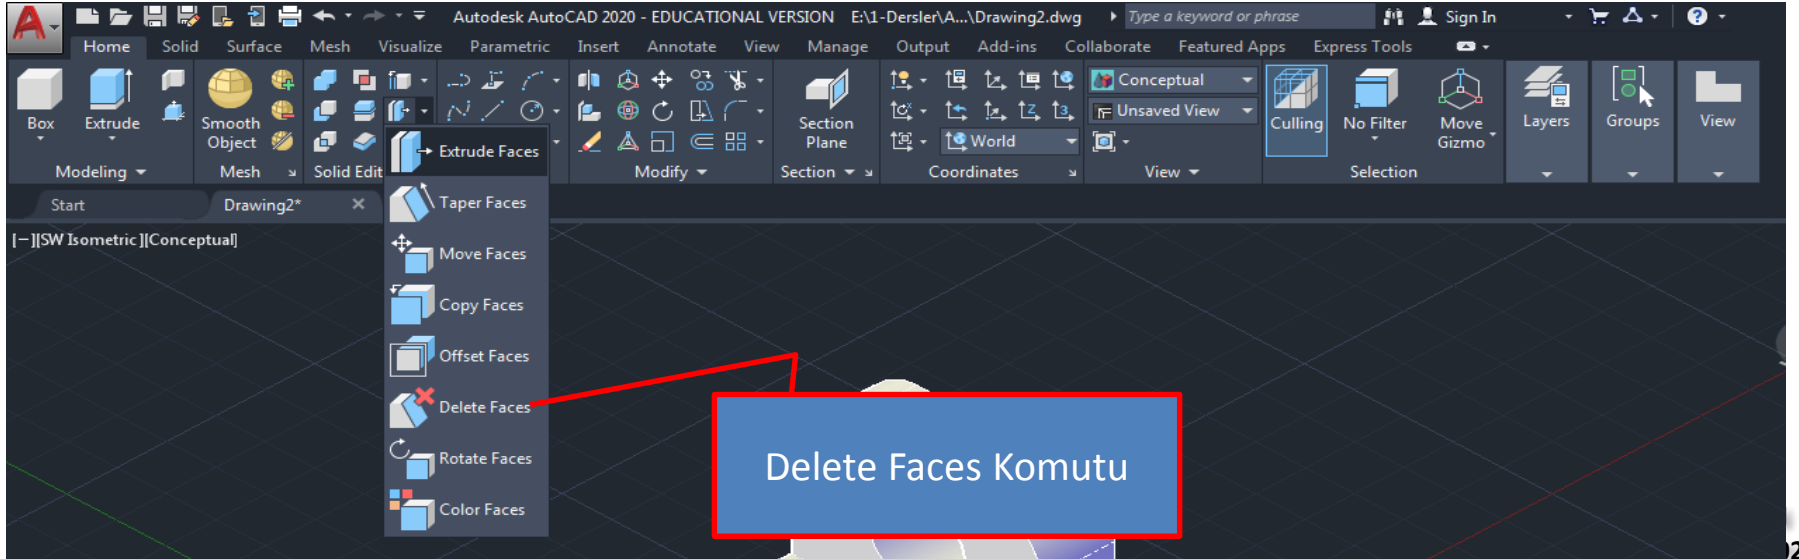 Autodesk AutoCAD 2020 - EDUCATIONAL VERSION E:\1-Dersler\A...\Drawing2.dwg Type a keyword or phrase Sign In
Home Solid Surface Mesh Visualize Parametric Insert Annotate View Manage Output Add-ins Collaborate Featured Apps Express Tools
Conceptual
Unsaved View
World
Box Extrude Smooth Object Section Plane Culling No Filter Move Gizmo Layers Groups View
Modeling Mesh Solid Edit Modify Section Coordinates View Selection
Start Drawing2*
[−][SW Isometric][Conceptual]
Extrude Faces
Taper Faces
Move Faces
Copy Faces
Offset Faces
Delete Faces
Rotate Faces
Color Faces
Delete Faces Komutu